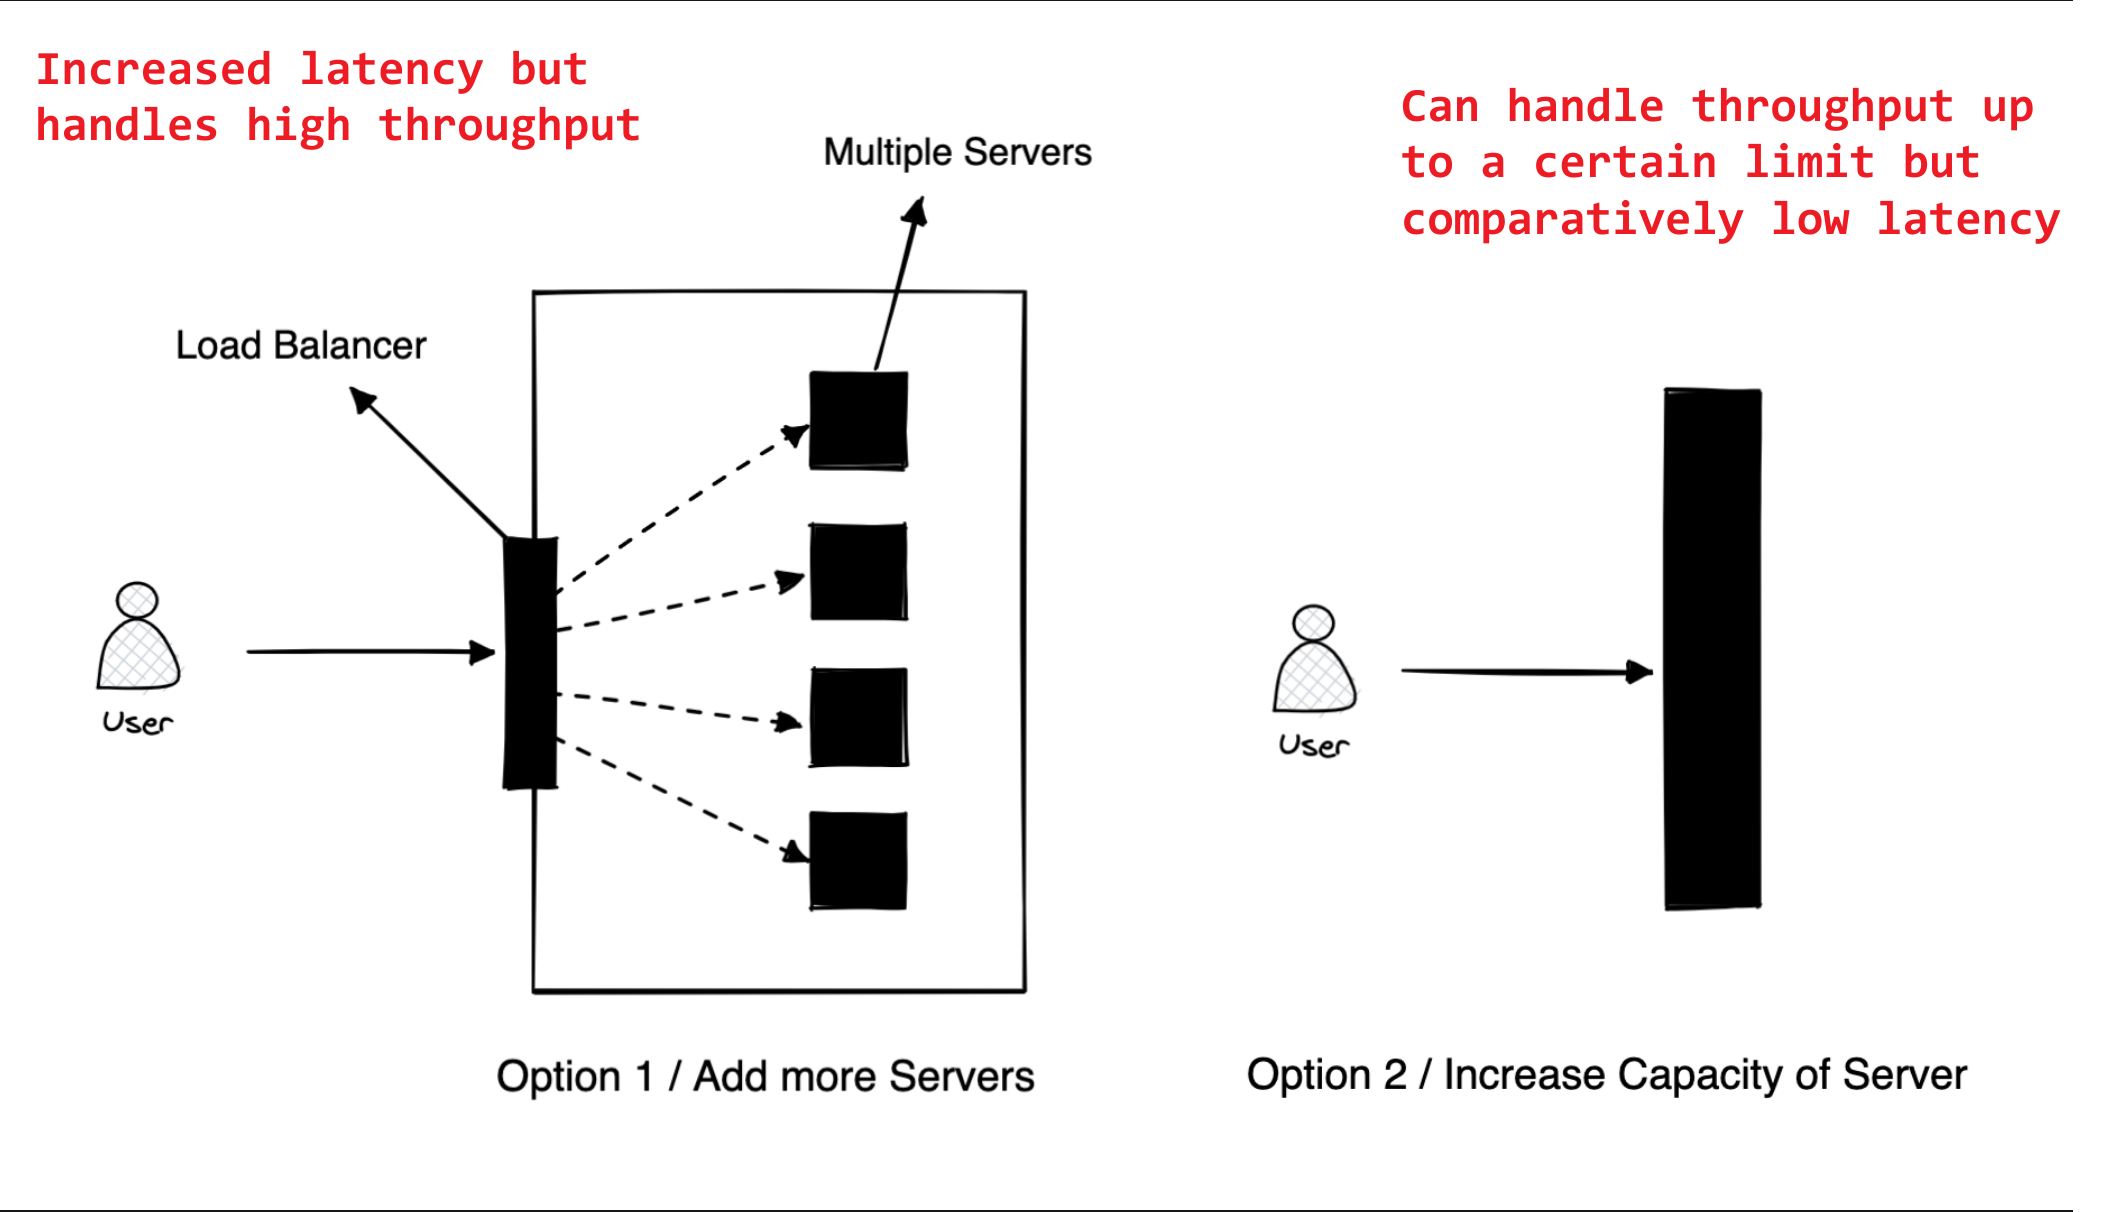 Increased latency but
handles high throughput
Multiple Servers
Load Balancer
User
Option 1 / Add more Servers
Can handle throughput up
to a certain limit but
comparatively low latency
User
Option 2 / Increase Capacity of Server